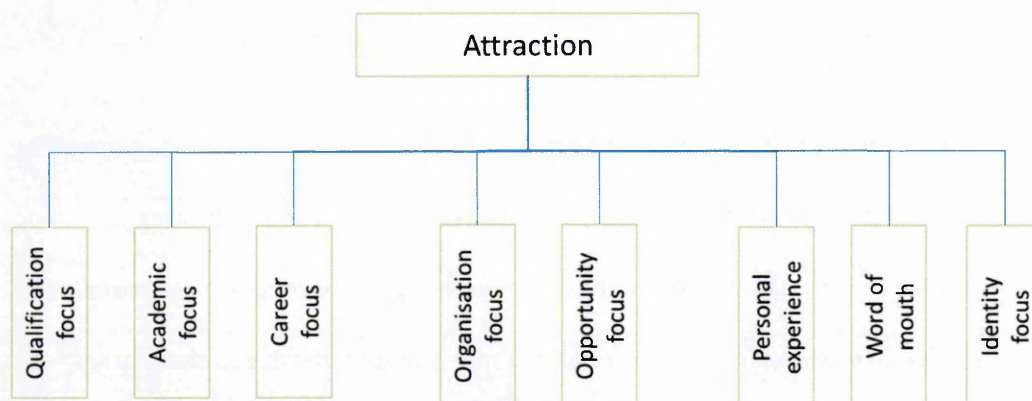 Attraction
Qualification
focus
Academic
focus
Career
focus
Organisation
focus
Opportunity
focus
Personal
experience
Word of
mouth
Identity
focus